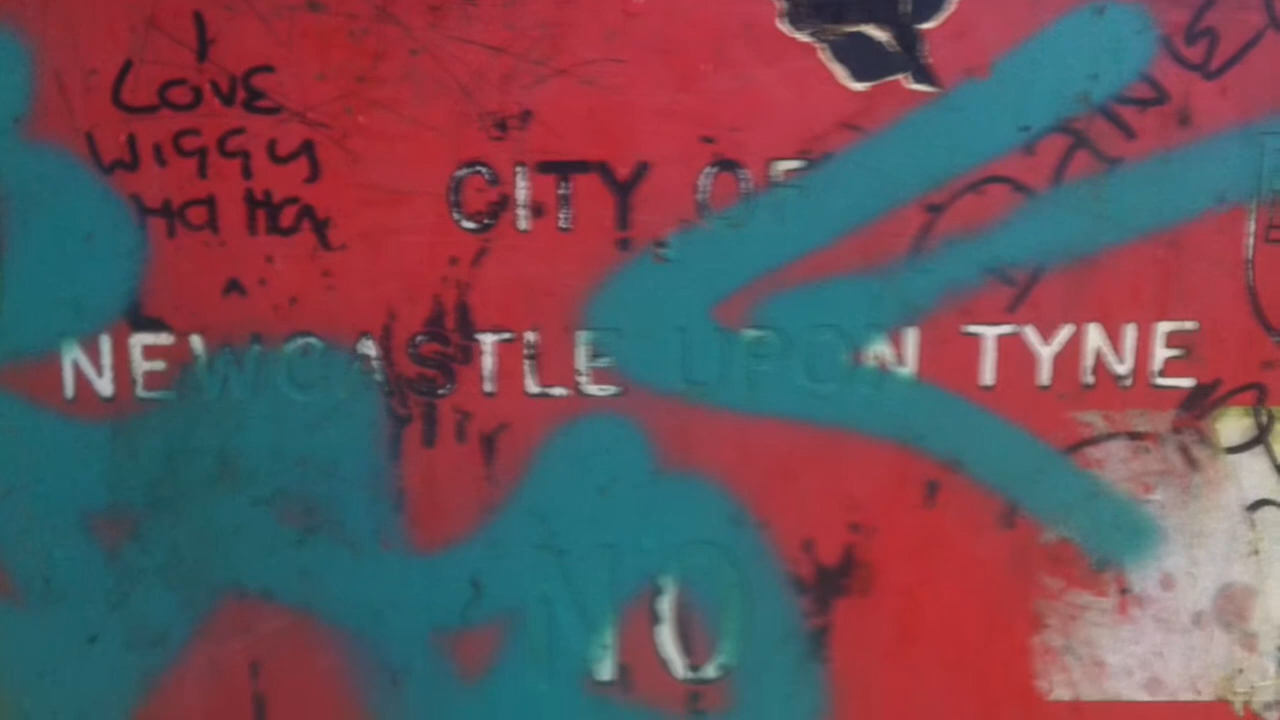 I
LOVE
WIGGY
HA HA
CITY OF
NEWCASTLE UPON TYNE
NO